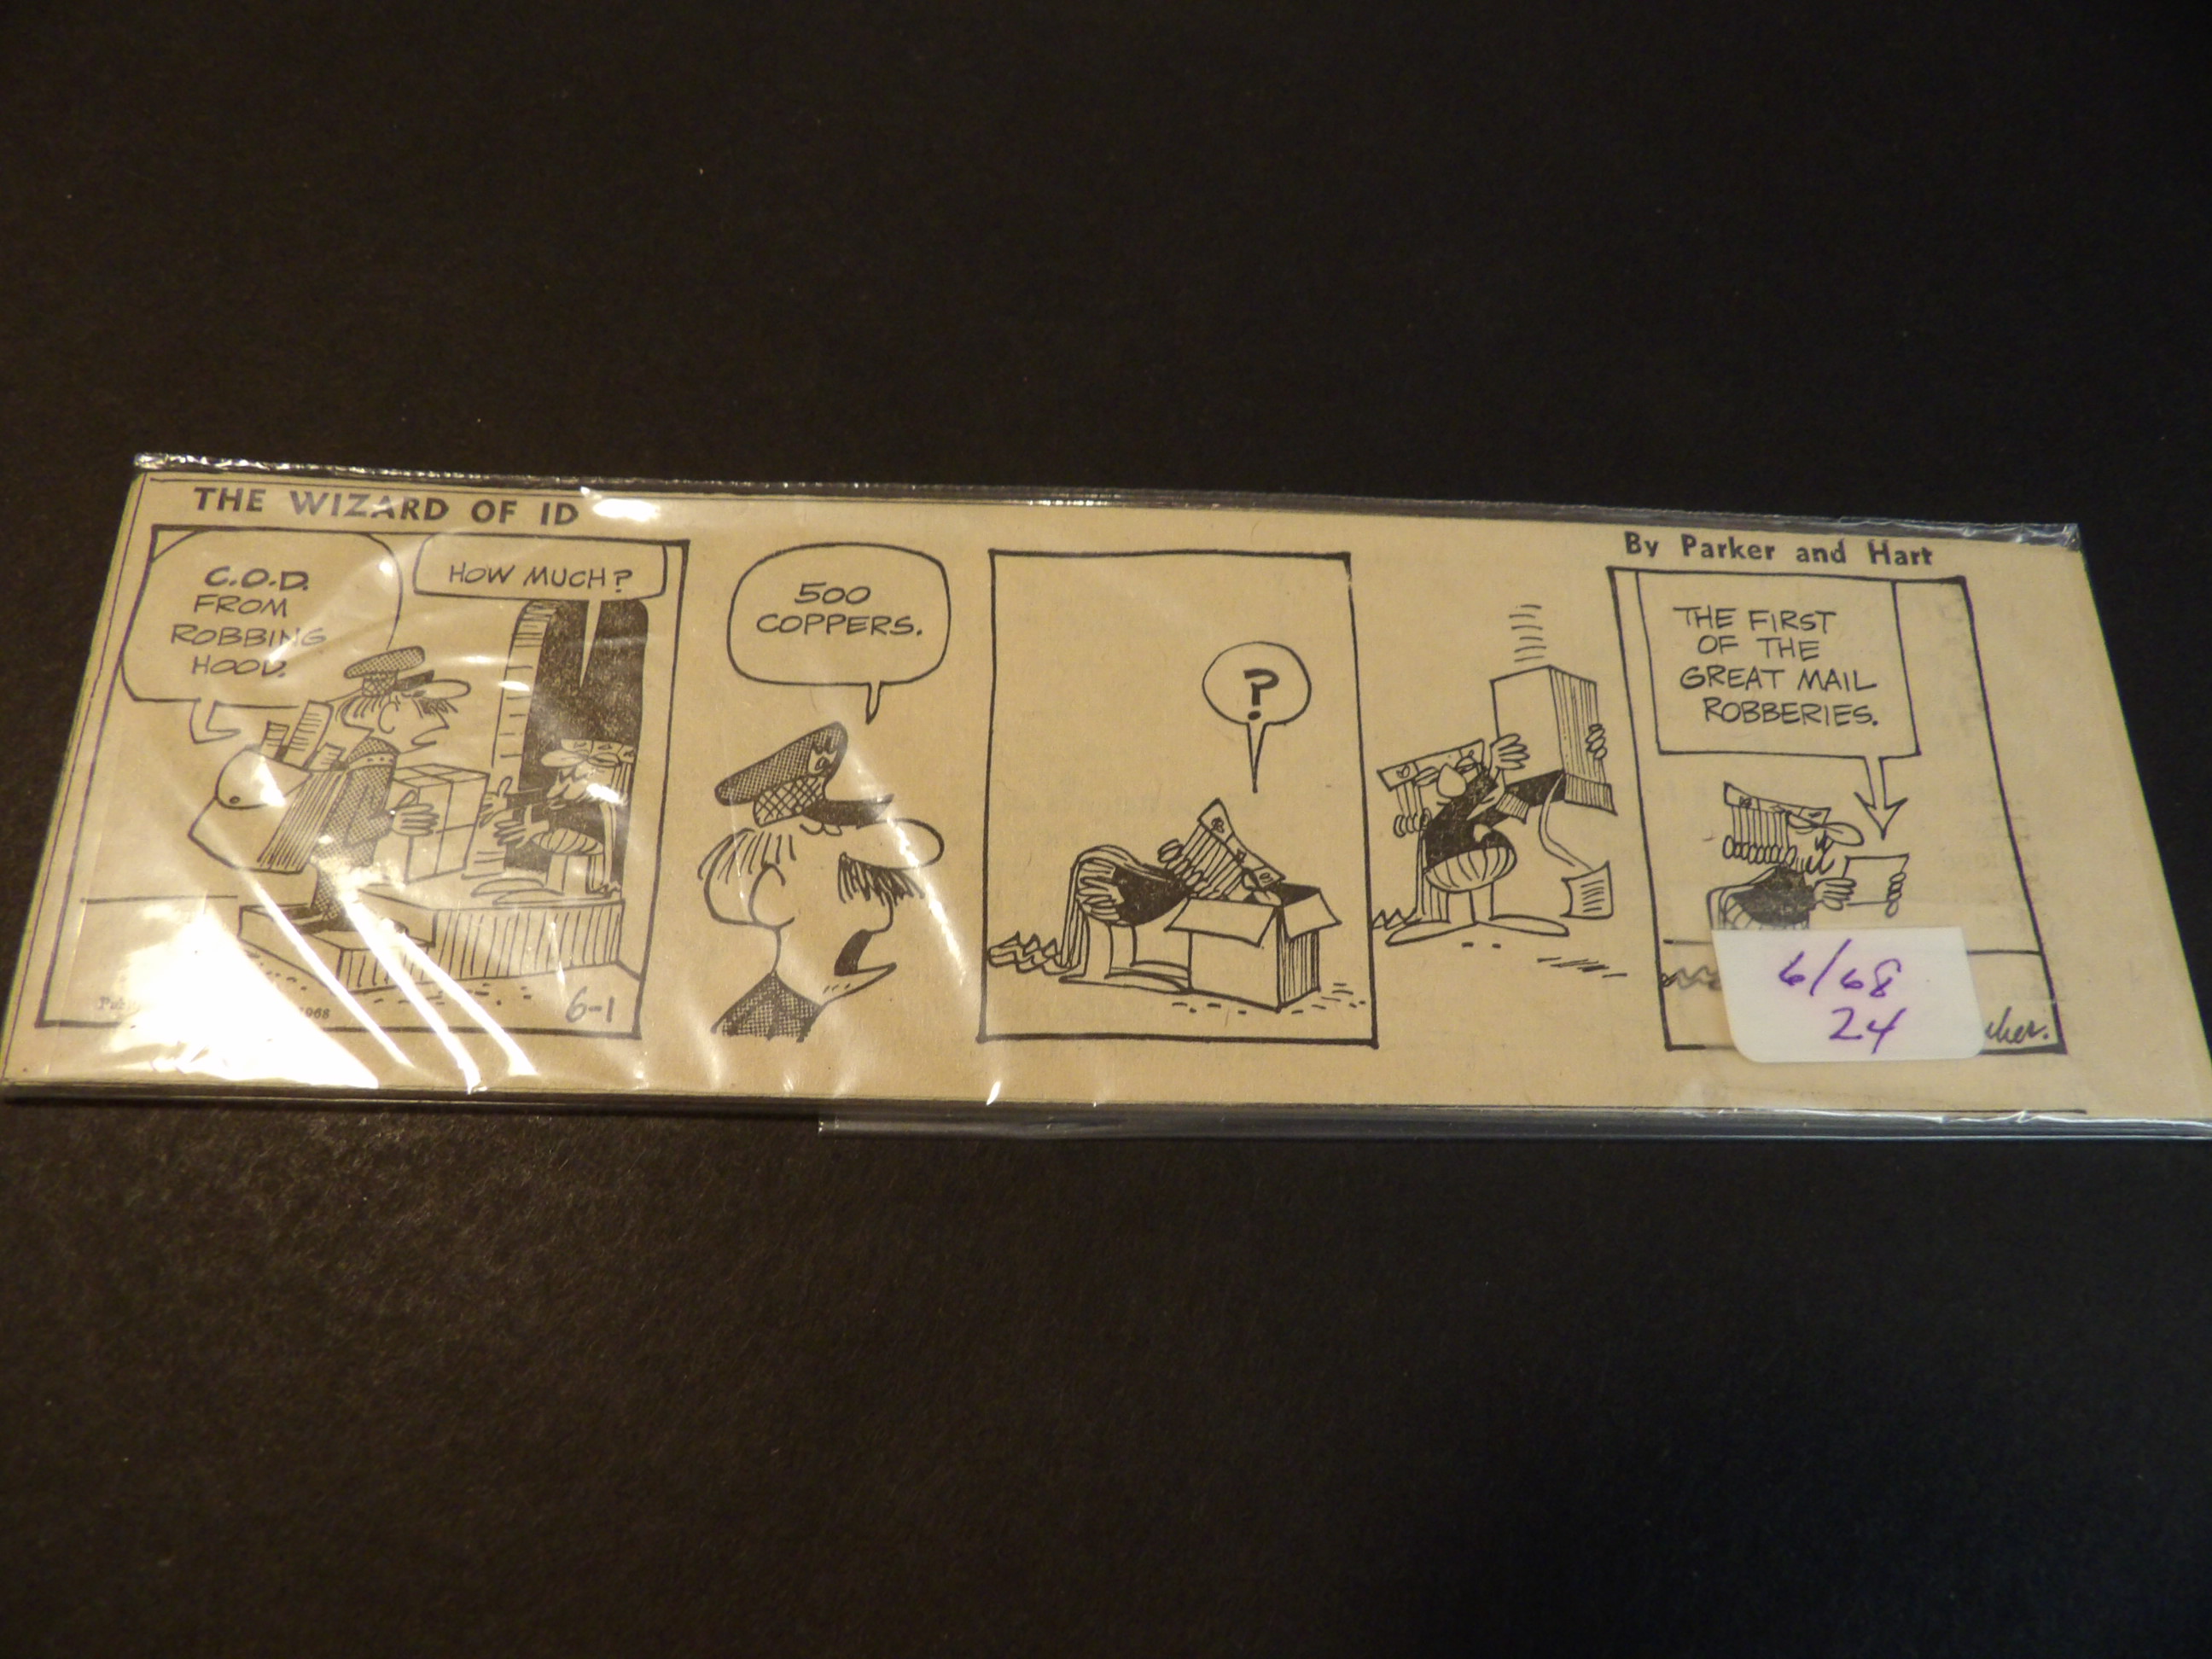 THE WIZARD OF ID
By Parker and Hart
C.O.D.
FROM
ROBBING
HOOD.
HOW MUCH?
6-1
500
COPPERS.
?
THE FIRST
OF THE
GREAT MAIL
ROBBERIES.
6/68
24